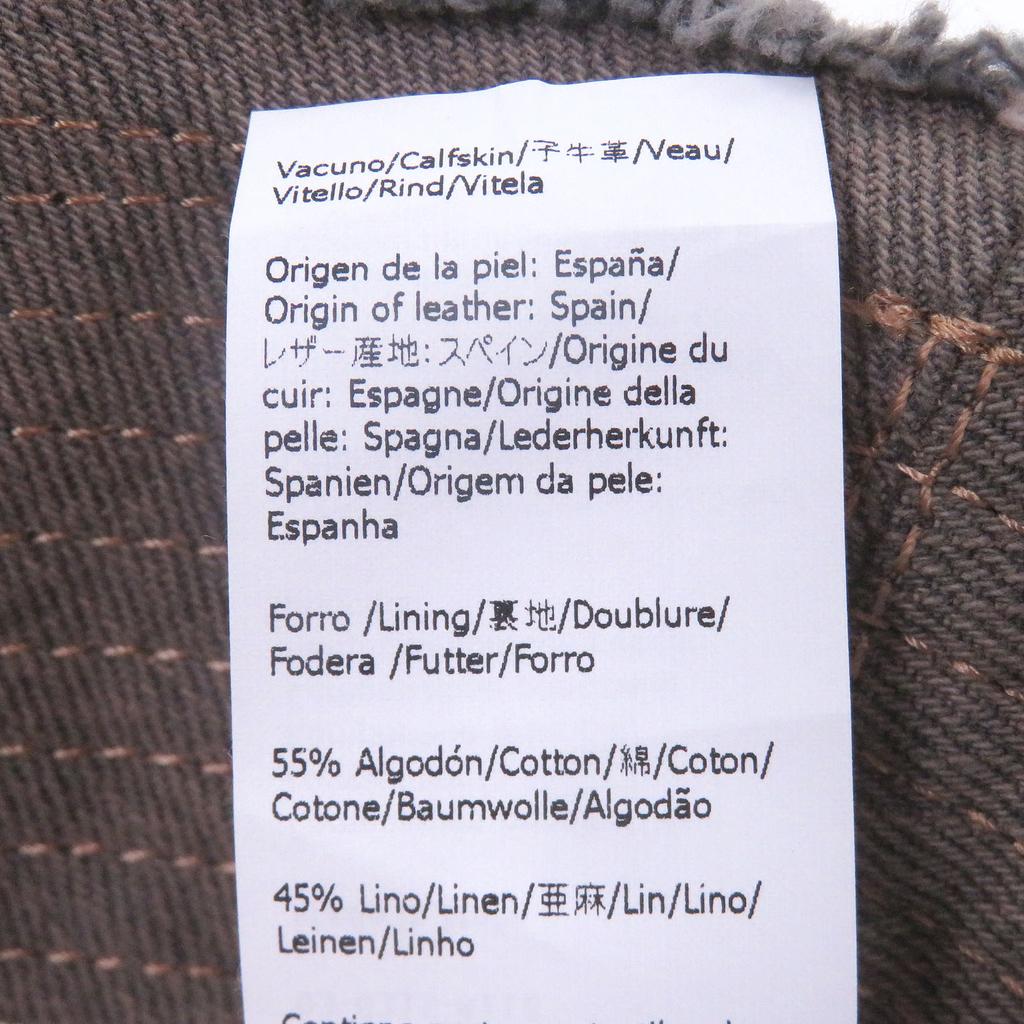 Vacuno/Calfskin/子牛革/Veau/
Vitello/Rind/Vitela
Origen de la piel: España/
Origin of leather: Spain/
レザー産地: スペイン/Origine du
cuir: Espagne/Origine della
pelle: Spagna/Lederherkunft:
Spanien/Origem da pele:
Espanha
Forro /Lining/裏地/Doublure/
Fodera /Futter/Forro
55% Algodón/Cotton/綿/Coton/
Cotone/Baumwolle/Algodão
45% Lino/Linen/亜麻/Lin/Lino/
Leinen/Linho